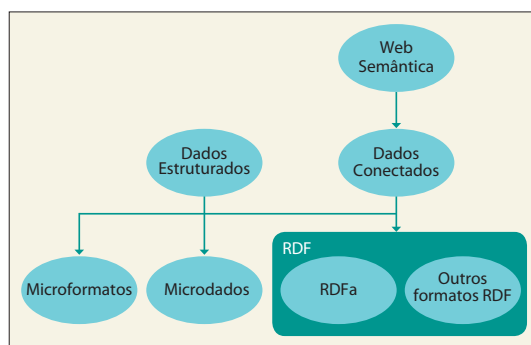 Web
Semântica
Dados
Estruturados
Dados
Conectados
RDF
Microformatos
Microdados
RDFa
Outros
formatos RDF